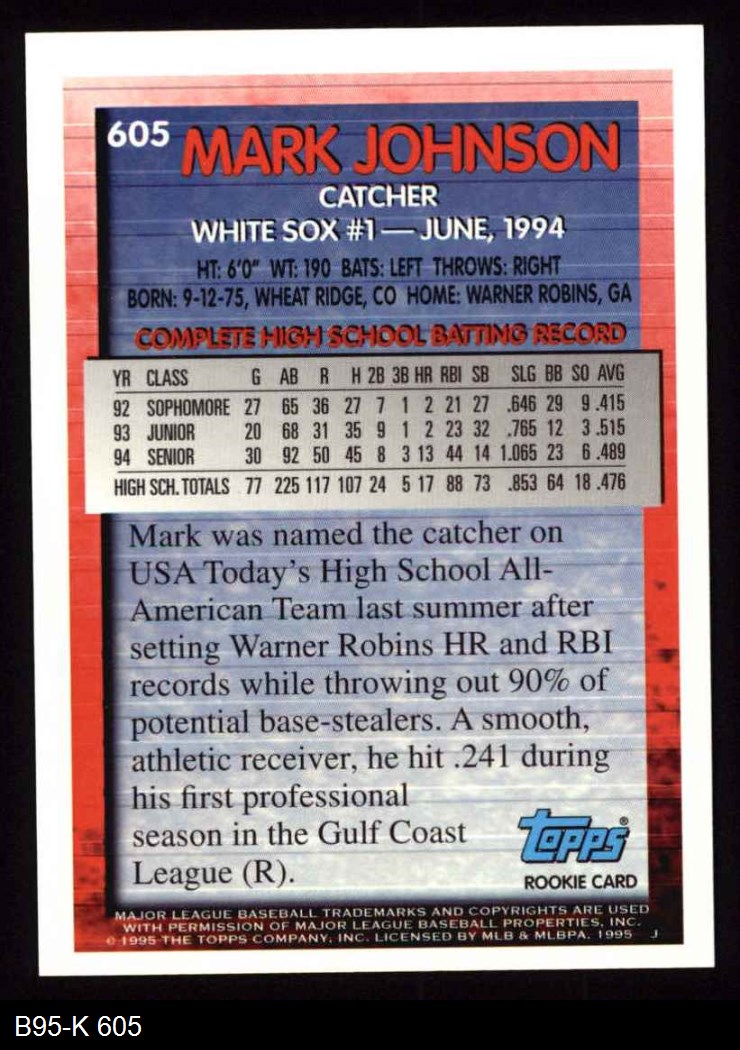 605 MARK JOHNSON
CATCHER
WHITE SOX #1 — JUNE, 1994
HT: 6'0" WT: 190 BATS: LEFT THROWS: RIGHT
BORN: 9-12-75, WHEAT RIDGE, CO HOME: WARNER ROBINS, GA
COMPLETE HIGH SCHOOL BATTING RECORD
YR CLASS G AB R H 2B 3B HR RBI SB SLG BB SO AVG
92 SOPHOMORE 27 65 36 27 7 1 2 21 27 .646 29 9 .415
93 JUNIOR 20 68 31 35 9 1 2 23 32 .765 12 3 .515
94 SENIOR 30 92 50 45 8 3 13 44 14 1.065 23 6 .489
HIGH SCH. TOTALS 77 225 117 107 24 5 17 88 73 .853 64 18 .476
Mark was named the catcher on
USA Today's High School All-
American Team last summer after
setting Warner Robins HR and RBI
records while throwing out 90% of
potential base-stealers. A smooth,
athletic receiver, he hit .241 during
his first professional
season in the Gulf Coast
League (R).
topps®
ROOKIE CARD
MAJOR LEAGUE BASEBALL TRADEMARKS AND COPYRIGHTS ARE USED
WITH PERMISSION OF MAJOR LEAGUE BASEBALL PROPERTIES, INC.
© 1995 THE TOPPS COMPANY, INC. LICENSED BY MLB & MLBPA. 1995 J
B95-K 605